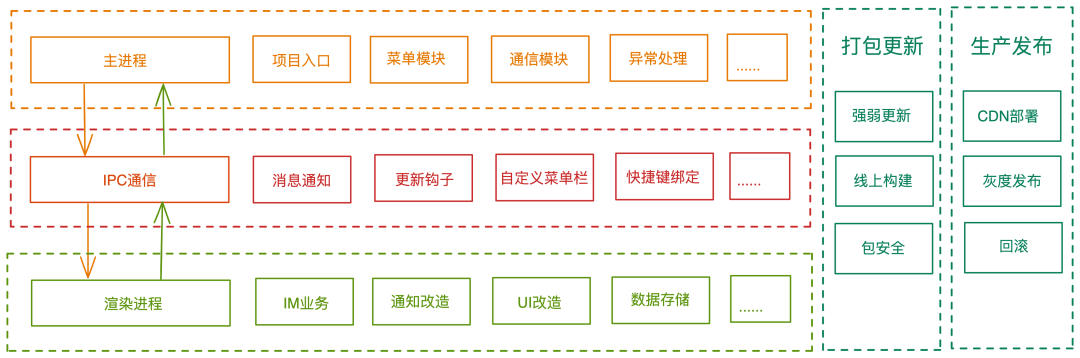 主进程
项目入口
菜单模块
通信模块
异常处理
......
IPC通信
消息通知
更新钩子
自定义菜单栏
快捷键绑定
......
渲染进程
IM业务
通知改造
UI改造
数据存储
......
打包更新
强弱更新
线上构建
包安全
生产发布
CDN部署
灰度发布
回滚